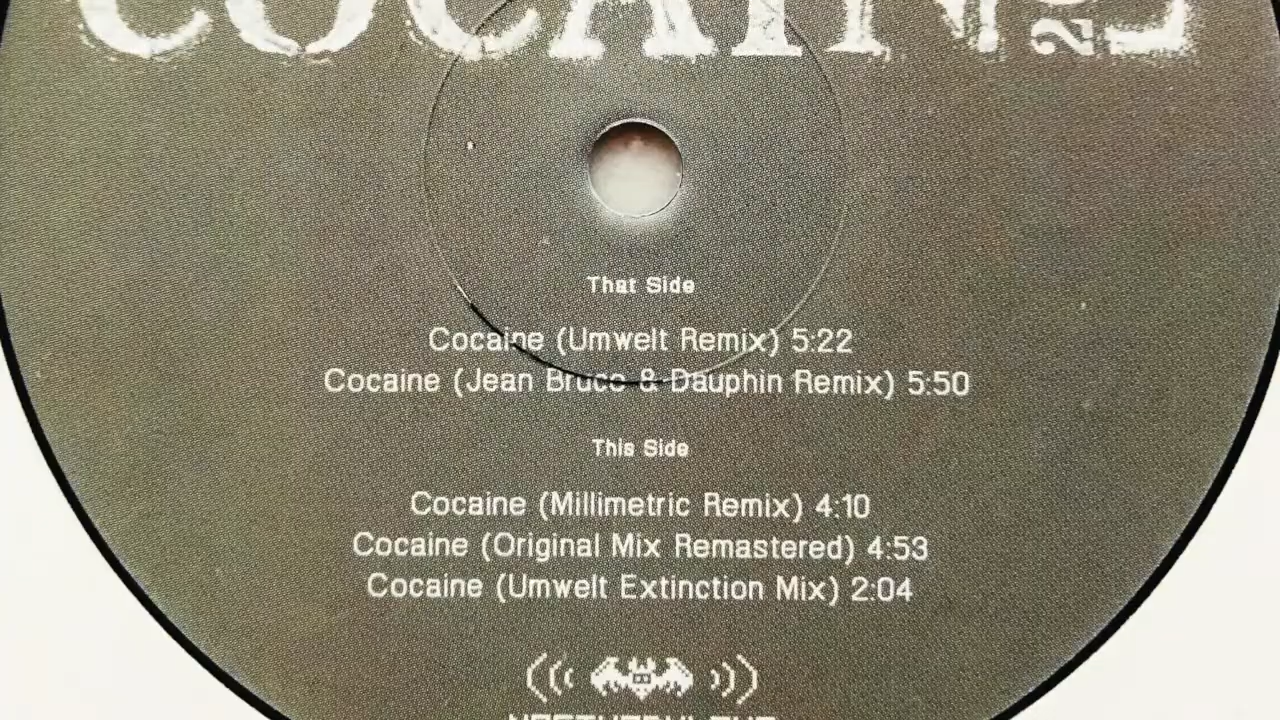 COCAINE
That Side
Cocaine (Umwelt Remix) 5:22
Cocaine (Jean Bruce & Dauphin Remix) 5:50
This Side
Cocaine (Millimetric Remix) 4:10
Cocaine (Original Mix Remastered) 4:53
Cocaine (Umwelt Extinction Mix) 2:04